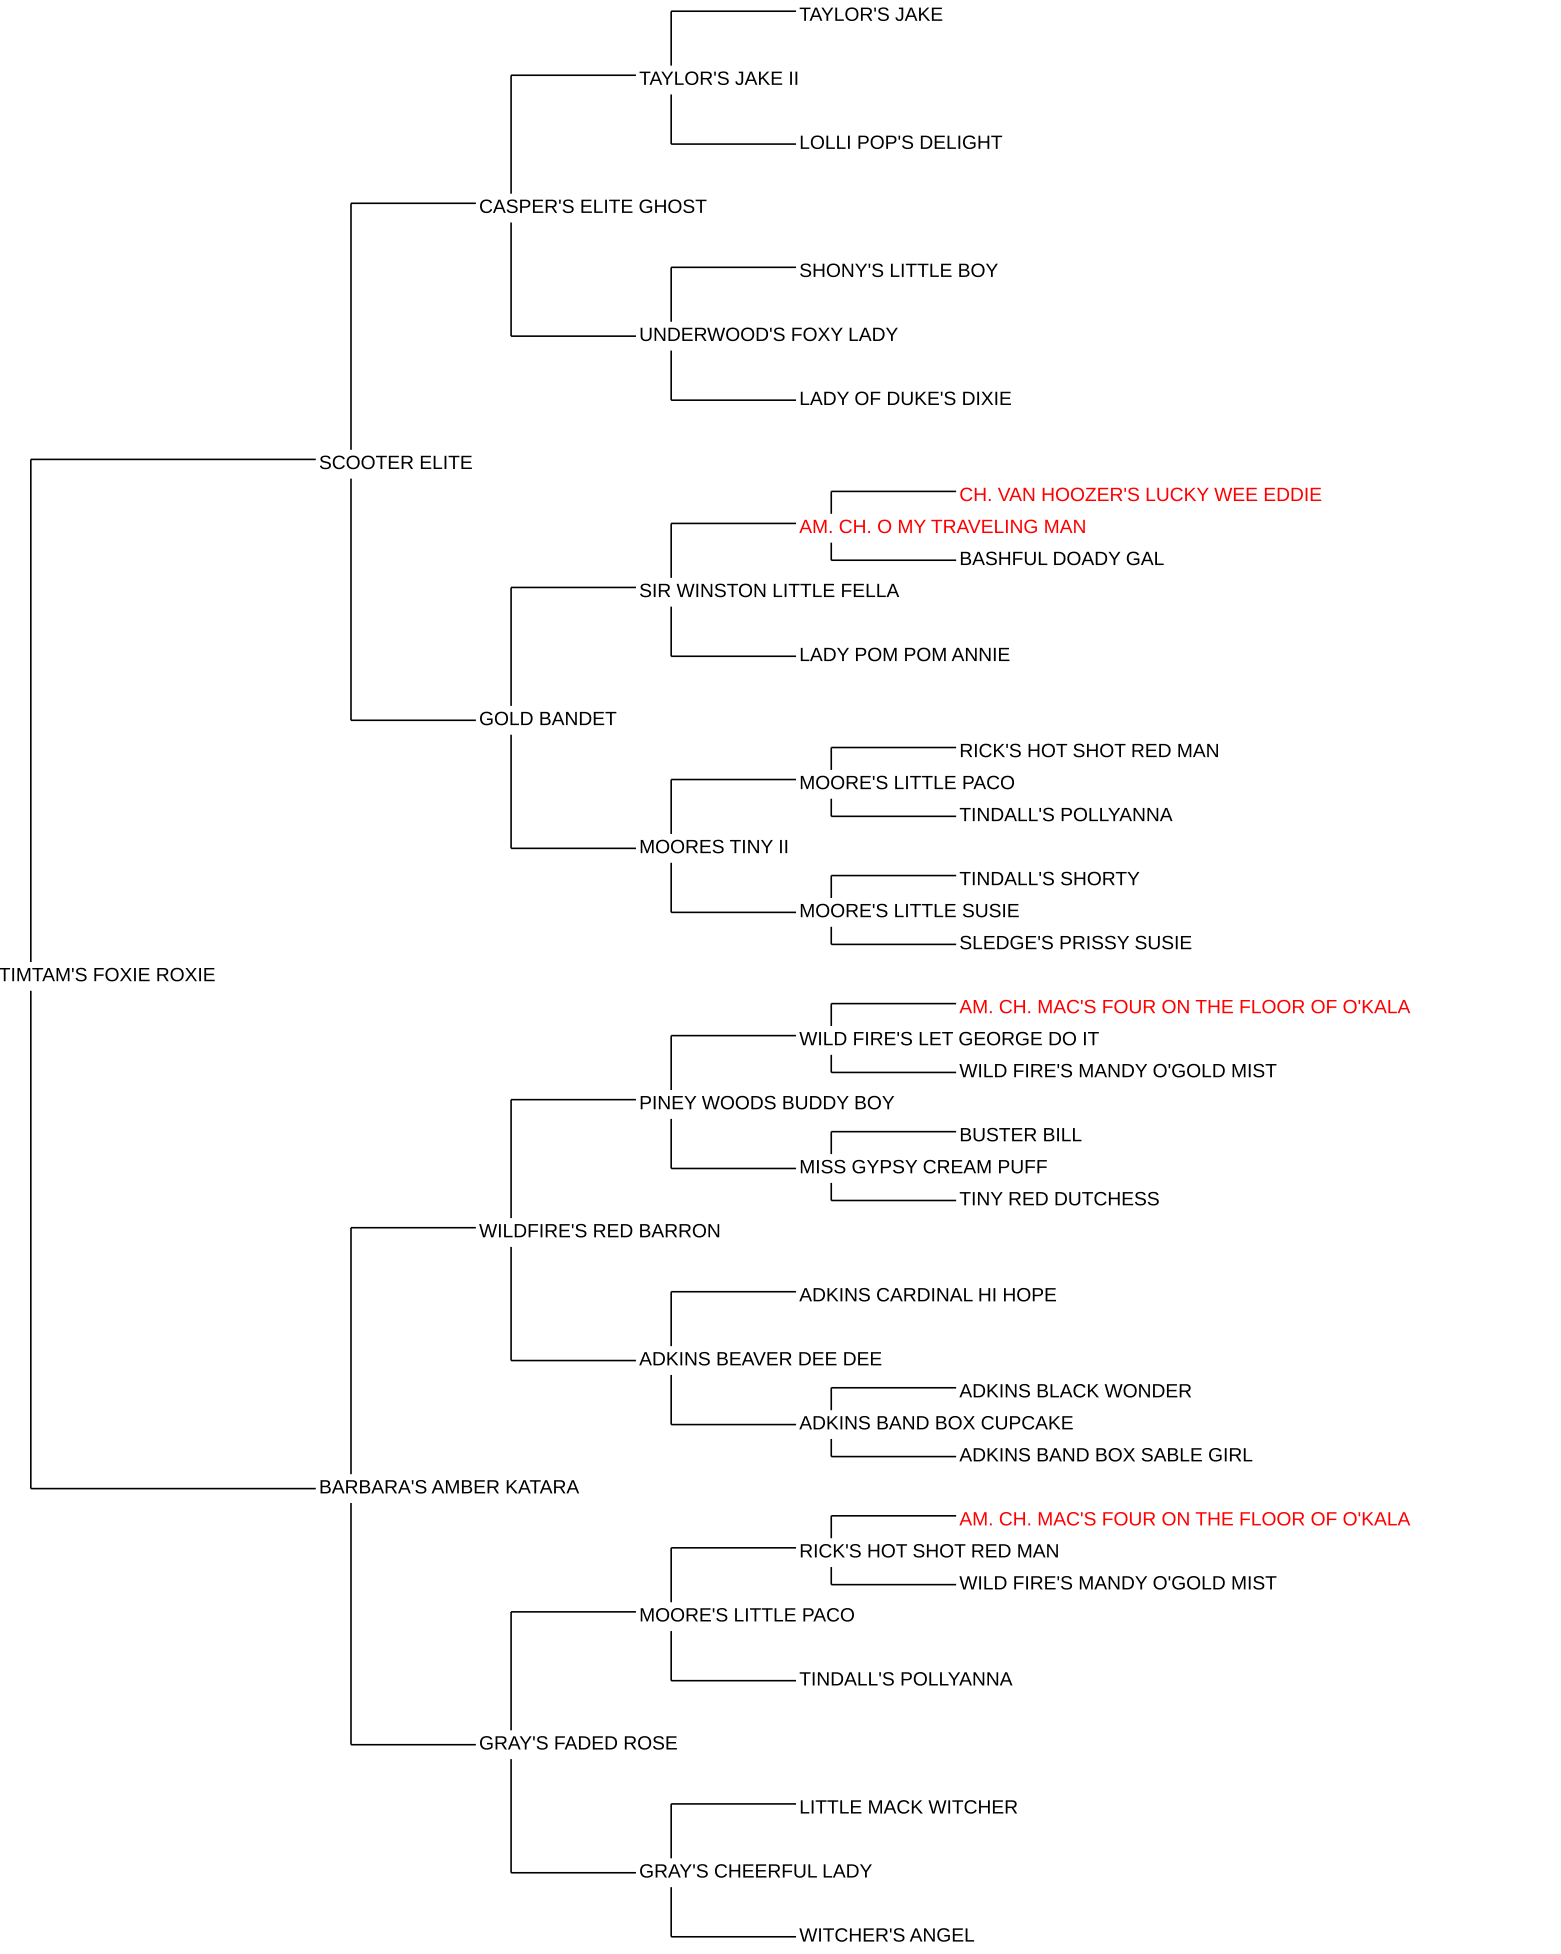 TAYLOR'S JAKE
TAYLOR'S JAKE II
LOLLI POP'S DELIGHT
CASPER'S ELITE GHOST
SHONY'S LITTLE BOY
UNDERWOOD'S FOXY LADY
LADY OF DUKE'S DIXIE
SCOOTER ELITE
CH. VAN HOOZER'S LUCKY WEE EDDIE
AM. CH. O MY TRAVELING MAN
BASHFUL DOADY GAL
SIR WINSTON LITTLE FELLA
LADY POM POM ANNIE
GOLD BANDET
RICK'S HOT SHOT RED MAN
MOORE'S LITTLE PACO
TINDALL'S POLLYANNA
MOORES TINY II
TINDALL'S SHORTY
MOORE'S LITTLE SUSIE
SLEDGE'S PRISSY SUSIE
TIMTAM'S FOXIE ROXIE
AM. CH. MAC'S FOUR ON THE FLOOR OF O'KALA
WILD FIRE'S LET GEORGE DO IT
WILD FIRE'S MANDY O'GOLD MIST
PINEY WOODS BUDDY BOY
BUSTER BILL
MISS GYPSY CREAM PUFF
TINY RED DUTCHESS
WILDFIRE'S RED BARRON
ADKINS CARDINAL HI HOPE
ADKINS BEAVER DEE DEE
ADKINS BLACK WONDER
ADKINS BAND BOX CUPCAKE
ADKINS BAND BOX SABLE GIRL
BARBARA'S AMBER KATARA
AM. CH. MAC'S FOUR ON THE FLOOR OF O'KALA
RICK'S HOT SHOT RED MAN
WILD FIRE'S MANDY O'GOLD MIST
MOORE'S LITTLE PACO
TINDALL'S POLLYANNA
GRAY'S FADED ROSE
LITTLE MACK WITCHER
GRAY'S CHEERFUL LADY
WITCHER'S ANGEL